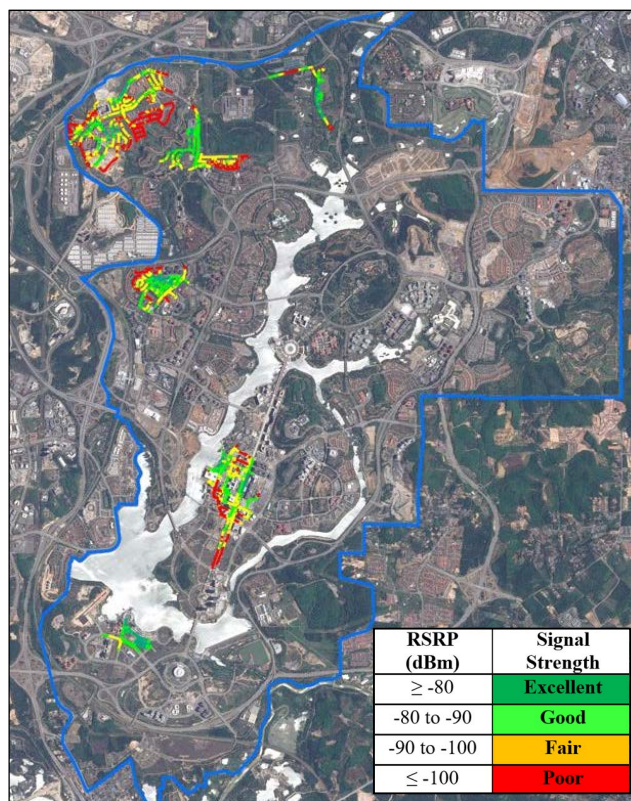 RSRP (dBm) Signal Strength
≥ -80 Excellent
-80 to -90 Good
-90 to -100 Fair
≤ -100 Poor